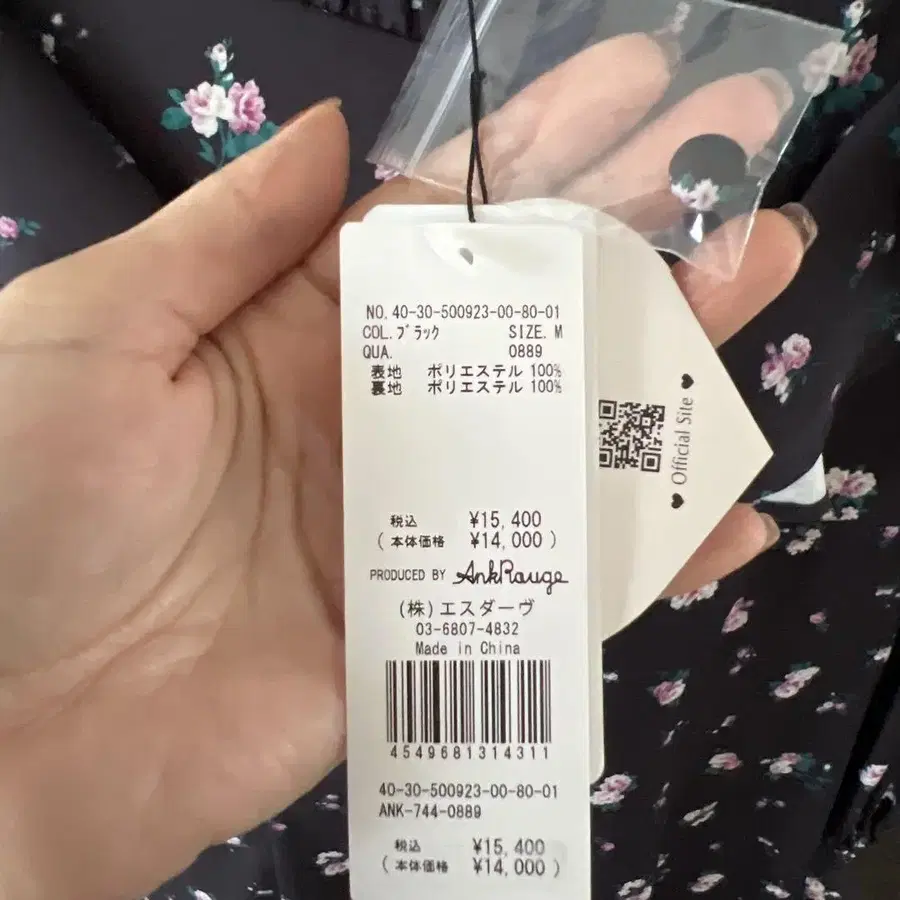 NO. 40-30-500923-00-80-01
COL. ブラック SIZE. M
QUA. 0889
表地 ポリエステル 100%
裏地 ポリエステル 100%
税込 ¥15,400
( 本体価格 ¥14,000 )
PRODUCED BY Ank Rouge
(株) エスダーヴ
03-6807-4832
Made in China
4549681314311
40-30-500923-00-80-01
ANK-744-0889
税込 ¥15,400
( 本体価格 ¥14,000 )
♥ Official Site ♥